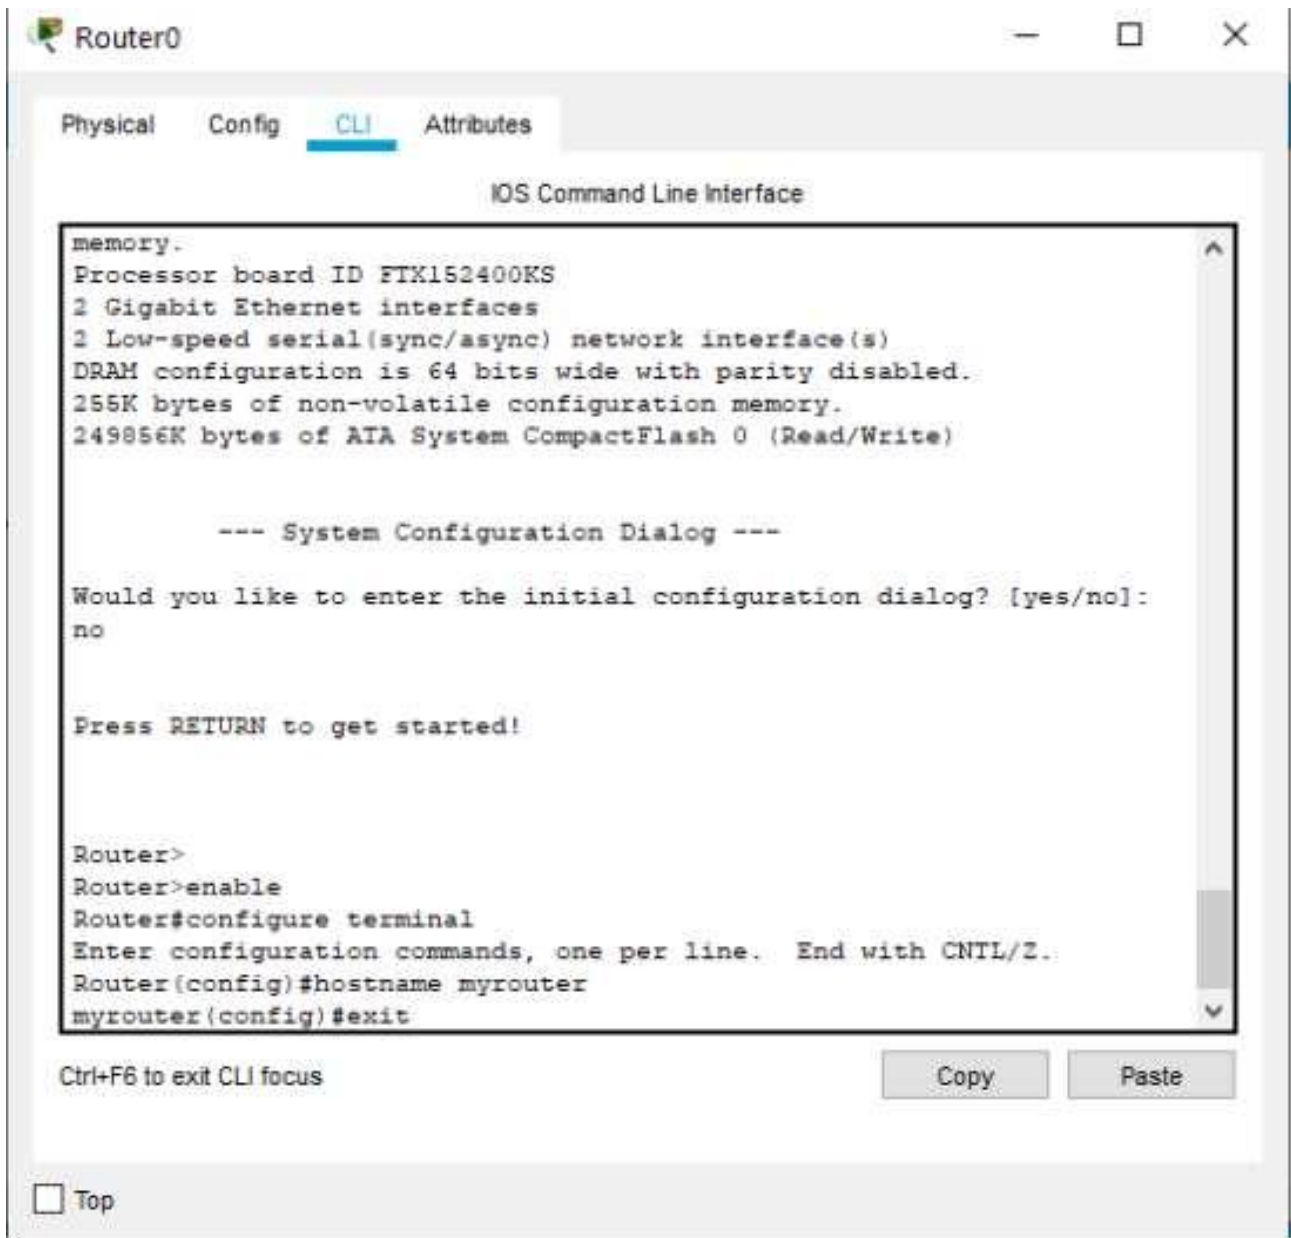 Router0
Physical Config CLI Attributes
IOS Command Line Interface
memory.
Processor board ID FTX152400KS
2 Gigabit Ethernet interfaces
2 Low-speed serial(sync/async) network interface(s)
DRAM configuration is 64 bits wide with parity disabled.
255K bytes of non-volatile configuration memory.
249856K bytes of ATA System CompactFlash 0 (Read/Write)
--- System Configuration Dialog ---
Would you like to enter the initial configuration dialog? [yes/no]:
no
Press RETURN to get started!
Router>
Router>enable
Router#configure terminal
Enter configuration commands, one per line.  End with CNTL/Z.
Router(config)#hostname myrouter
myrouter(config)#exit
Ctrl+F6 to exit CLI focus
Copy Paste
Top